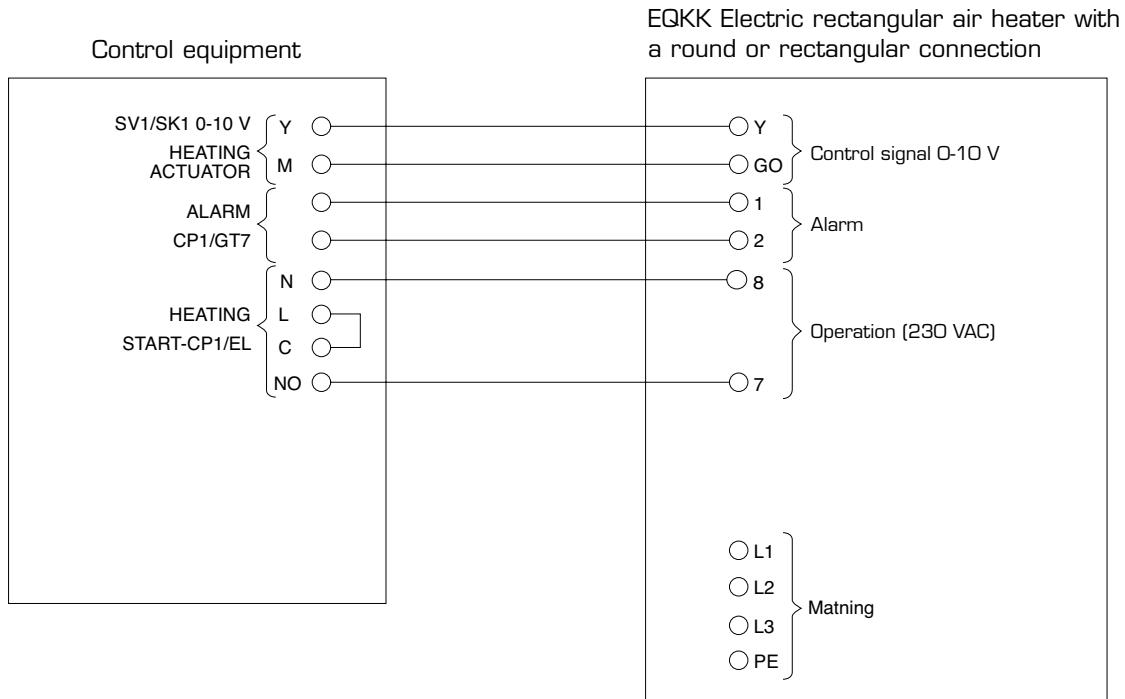 Control equipment
EQKK Electric rectangular air heater with
a round or rectangular connection
SV1/SK1 0-10 V
HEATING
ACTUATOR
Y
M
ALARM
CP1/GT7
N
HEATING
L
START-CP1/EL
C
NO
Y
GO
Control signal 0-10 V
1
2
Alarm
8
Operation (230 VAC)
7
L1
L2
L3
PE
Matning